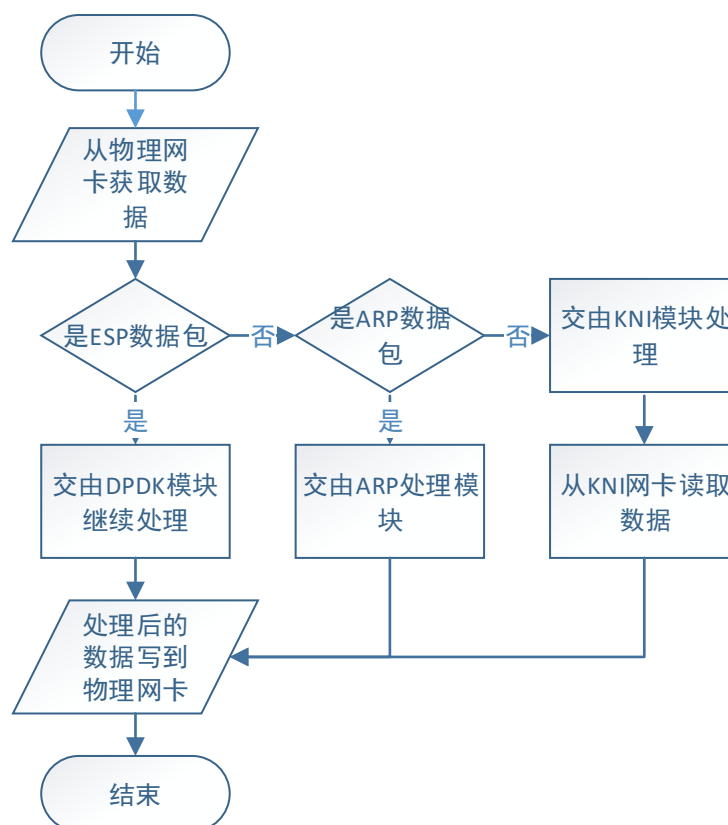 开始
从物理网
卡获取数
据
是ESP数据包
否
是ARP数据
包
否
交由KNI模块处
理
是
是
交由DPDK模块
继续处理
交由ARP处理模
块
从KNI网卡读取
数据
处理后的
数据写到
物理网卡
结束